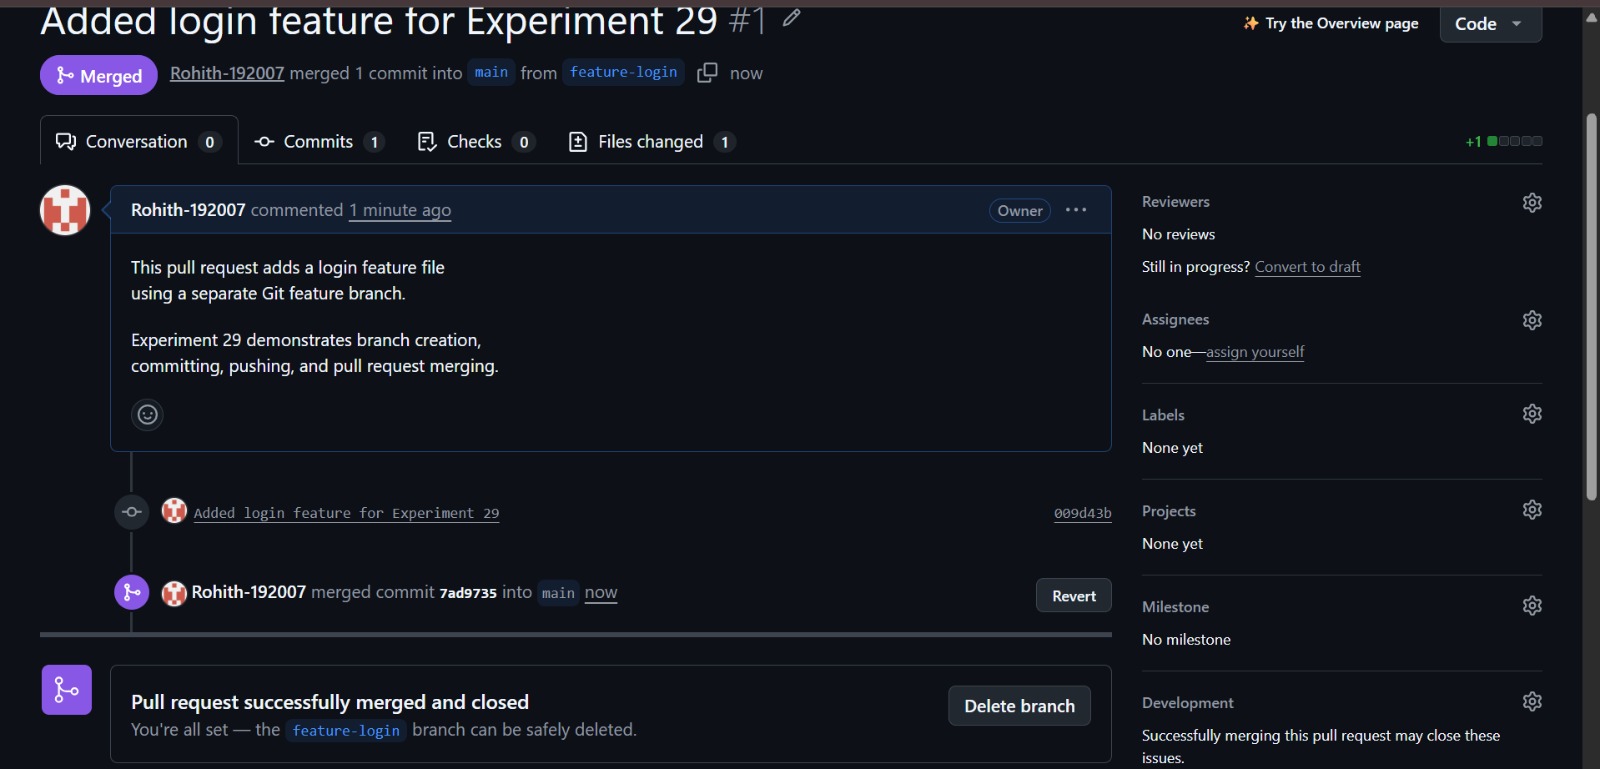 Added login feature for Experiment 29 #1
Try the Overview page
Code
Merged
Rohith-192007 merged 1 commit into main from feature-login now
Conversation 0
Commits 1
Checks 0
Files changed 1
+1
Rohith-192007 commented 1 minute ago
Owner
This pull request adds a login feature file
using a separate Git feature branch.
Experiment 29 demonstrates branch creation,
committing, pushing, and pull request merging.
Added login feature for Experiment 29
009d43b
Rohith-192007 merged commit 7ad9735 into main now
Revert
Pull request successfully merged and closed
You're all set — the feature-login branch can be safely deleted.
Delete branch
Reviewers
No reviews
Still in progress? Convert to draft
Assignees
No one—assign yourself
Labels
None yet
Projects
None yet
Milestone
No milestone
Development
Successfully merging this pull request may close these
issues.